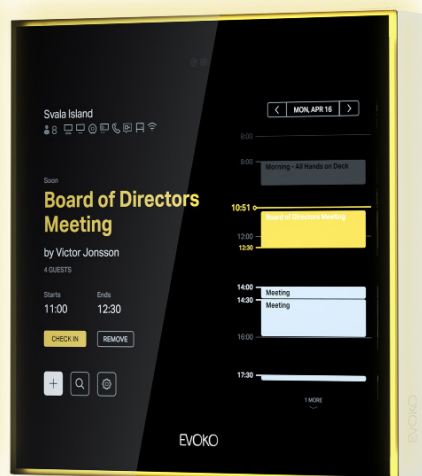 Svala Island
8
Soon
Board of Directors
Meeting
by Victor Jonsson
4 GUESTS
Starts
Ends
11:00
12:30
CHECK IN
REMOVE
MON, APR 16
8:00
9:00
Morning - All Hands on Deck
10:51
Board of Directors Meeting
12:00
12:30
14:00
Meeting
14:30
Meeting
16:00
17:30
1 MORE
EVOKO
EVOKO